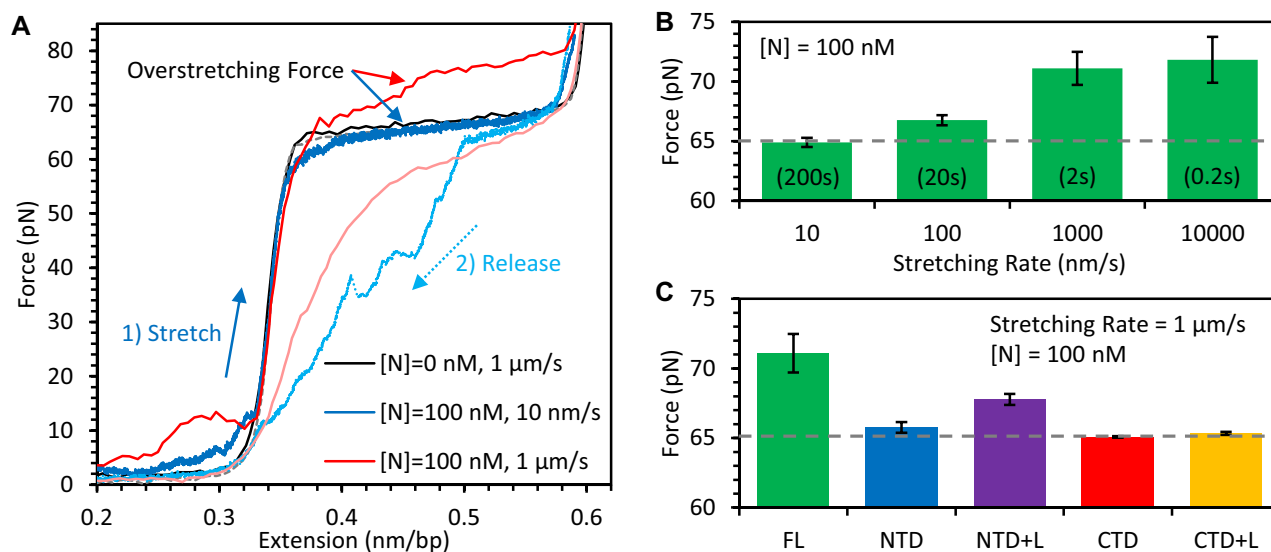 A
Force (pN)
80
70
60
50
40
30
20
10
0
0.2
0.3
0.4
0.5
0.6
Extension (nm/bp)
Overstretching Force
1) Stretch
2) Release
[N]=0 nM, 1 µm/s
[N]=100 nM, 10 nm/s
[N]=100 nM, 1 µm/s
B
Force (pN)
75
70
65
60
[N] = 100 nM
(200s)
(20s)
(2s)
(0.2s)
10
100
1000
10000
Stretching Rate (nm/s)
C
Force (pN)
75
70
65
60
Stretching Rate = 1 µm/s
[N] = 100 nM
FL
NTD
NTD+L
CTD
CTD+L